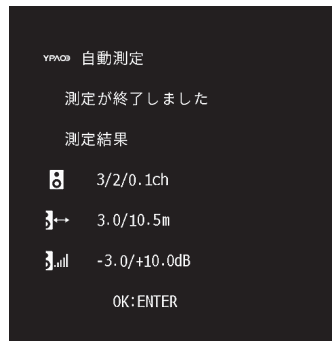 YPAO 自動測定
測定が終了しました
測定結果
3/2/0.1ch
3.0/10.5m
-3.0/+10.0dB
OK:ENTER